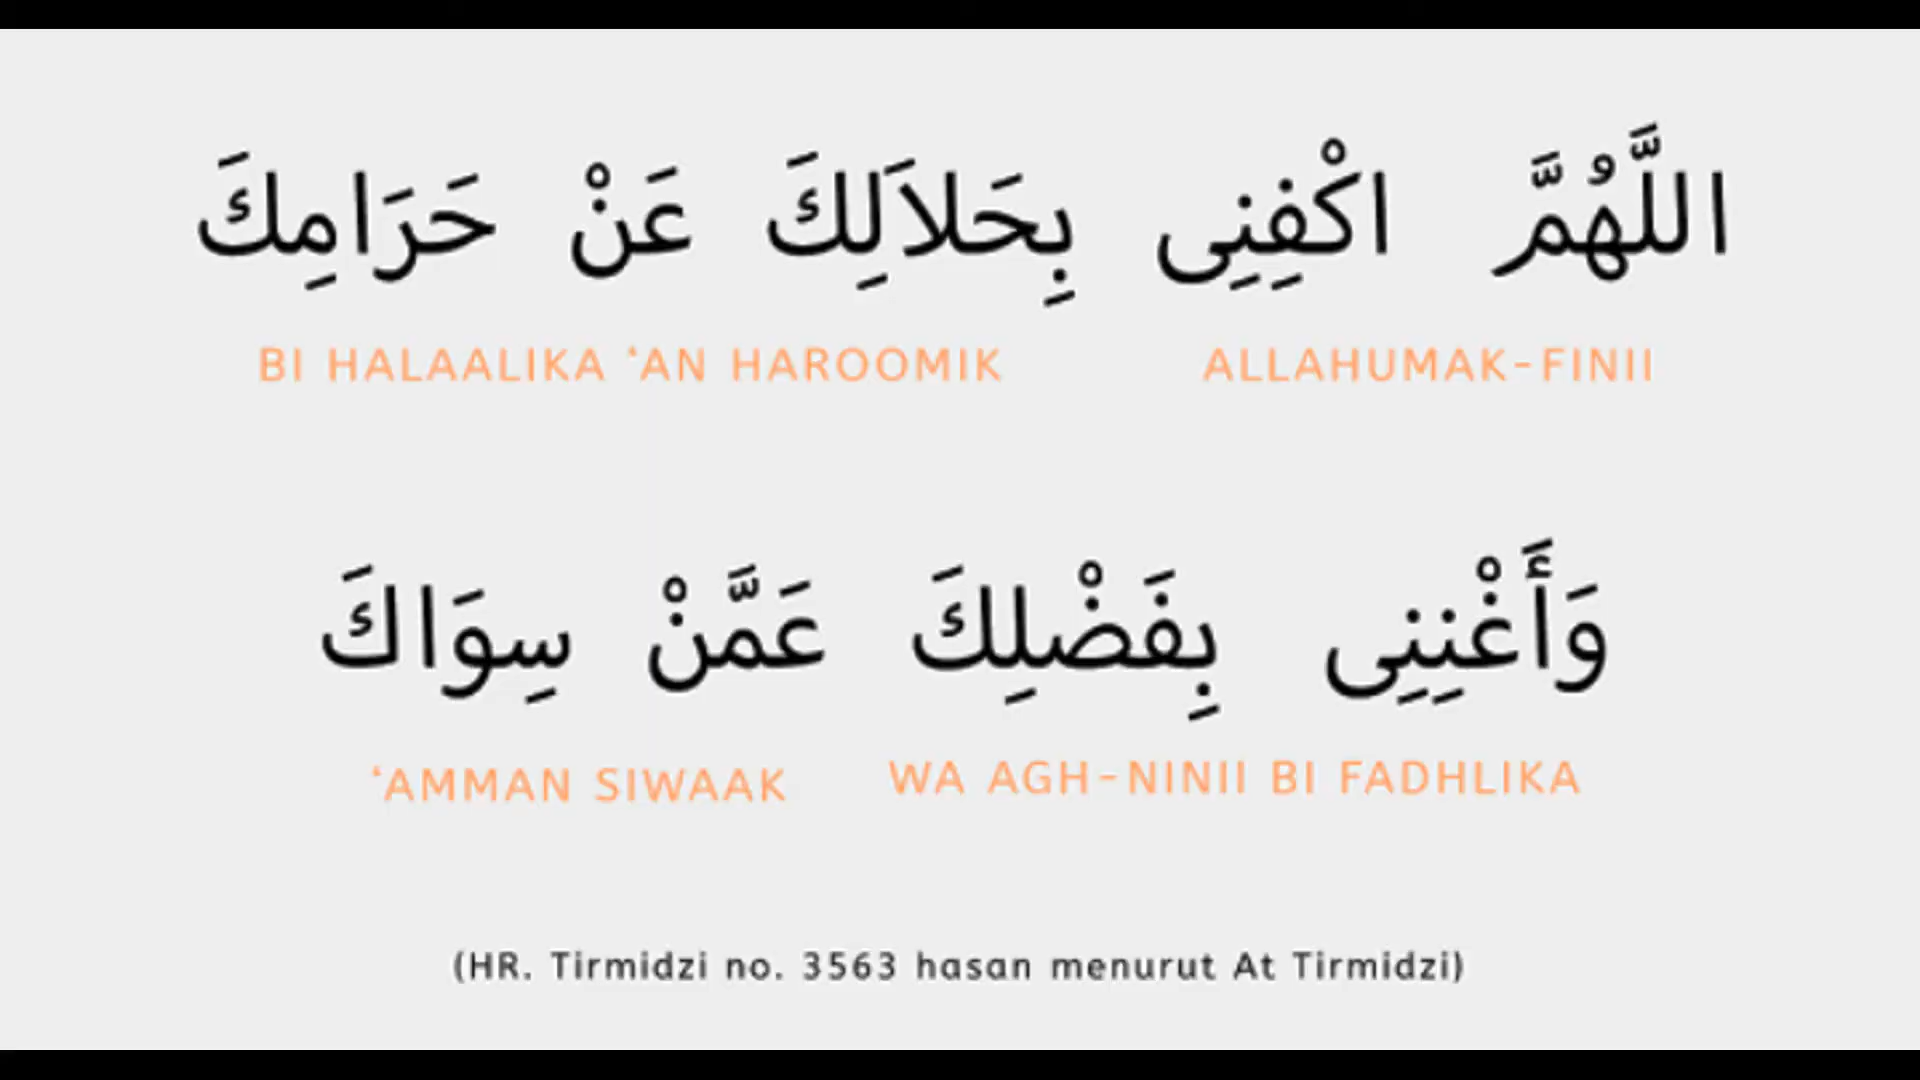 اللَّهُمَّ اكْفِنِى بِحَلاَلِكَ عَنْ حَرَامِكَ
BI HALAALIKA ‘AN HAROOMIK ALLAHUMAK-FINII
وَأَغْنِنِى بِفَضْلِكَ عَمَّنْ سِوَاكَ
‘AMMAN SIWAAK WA AGH-NINII BI FADHLIKA
(HR. Tirmidzi no. 3563 hasan menurut At Tirmidzi)